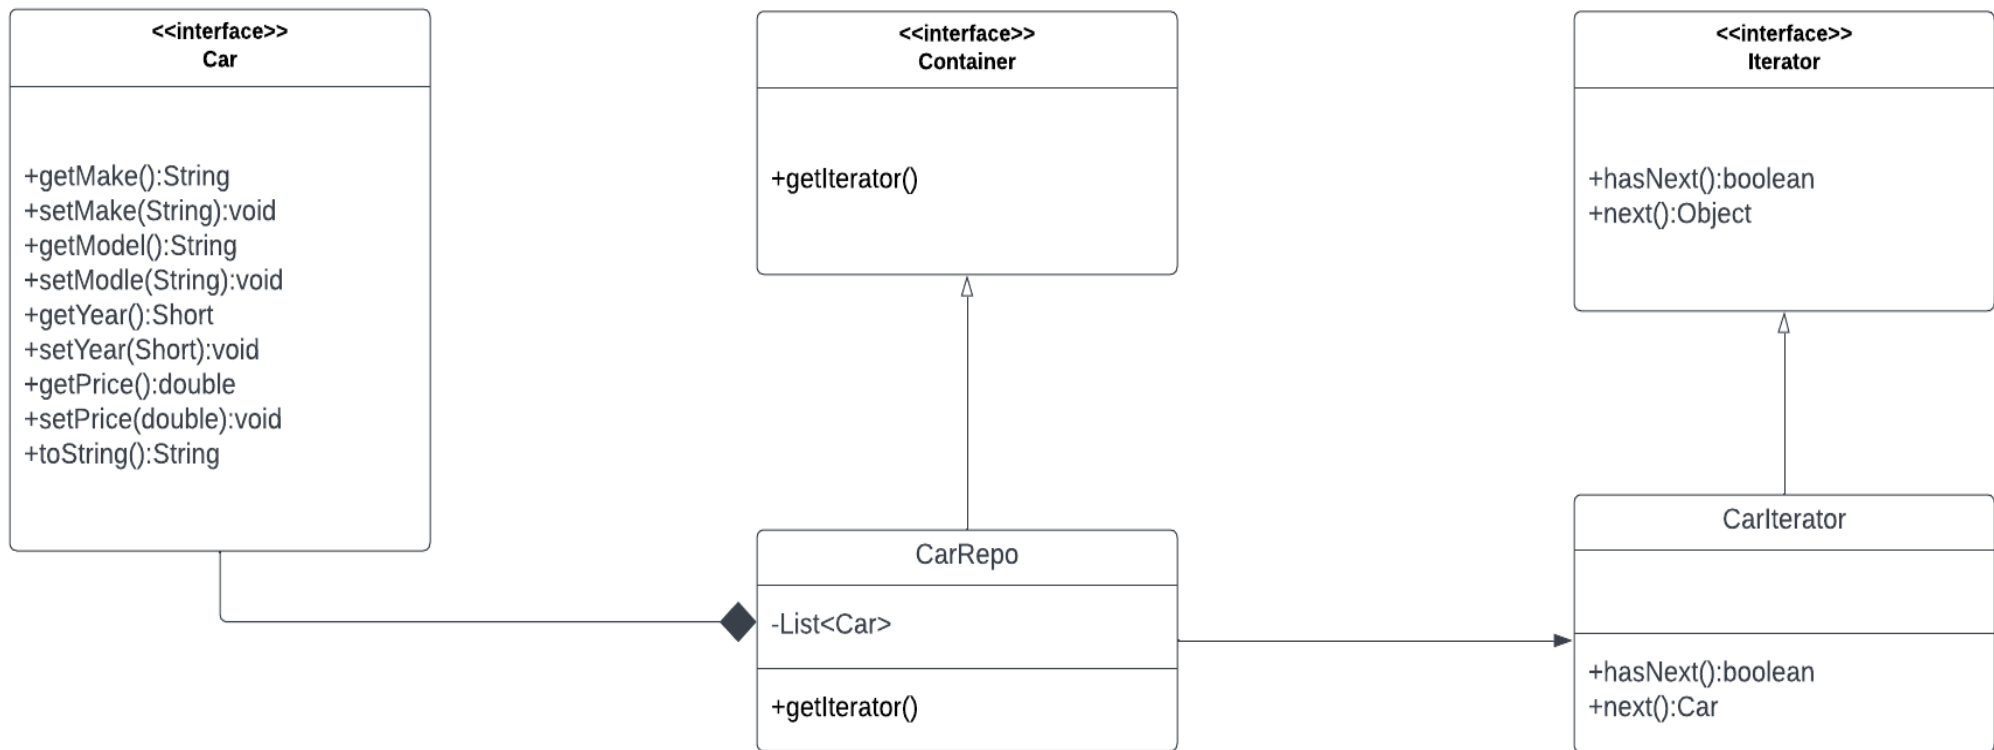 <<interface>>
Car
+getMake():String
+setMake(String):void
+getModel():String
+setModle(String):void
+getYear():Short
+setYear(Short):void
+getPrice():double
+setPrice(double):void
+toString():String
<<interface>>
Container
+getIterator()
<<interface>>
Iterator
+hasNext():boolean
+next():Object
CarRepo
-List<Car>
+getIterator()
CarIterator
+hasNext():boolean
+next():Car